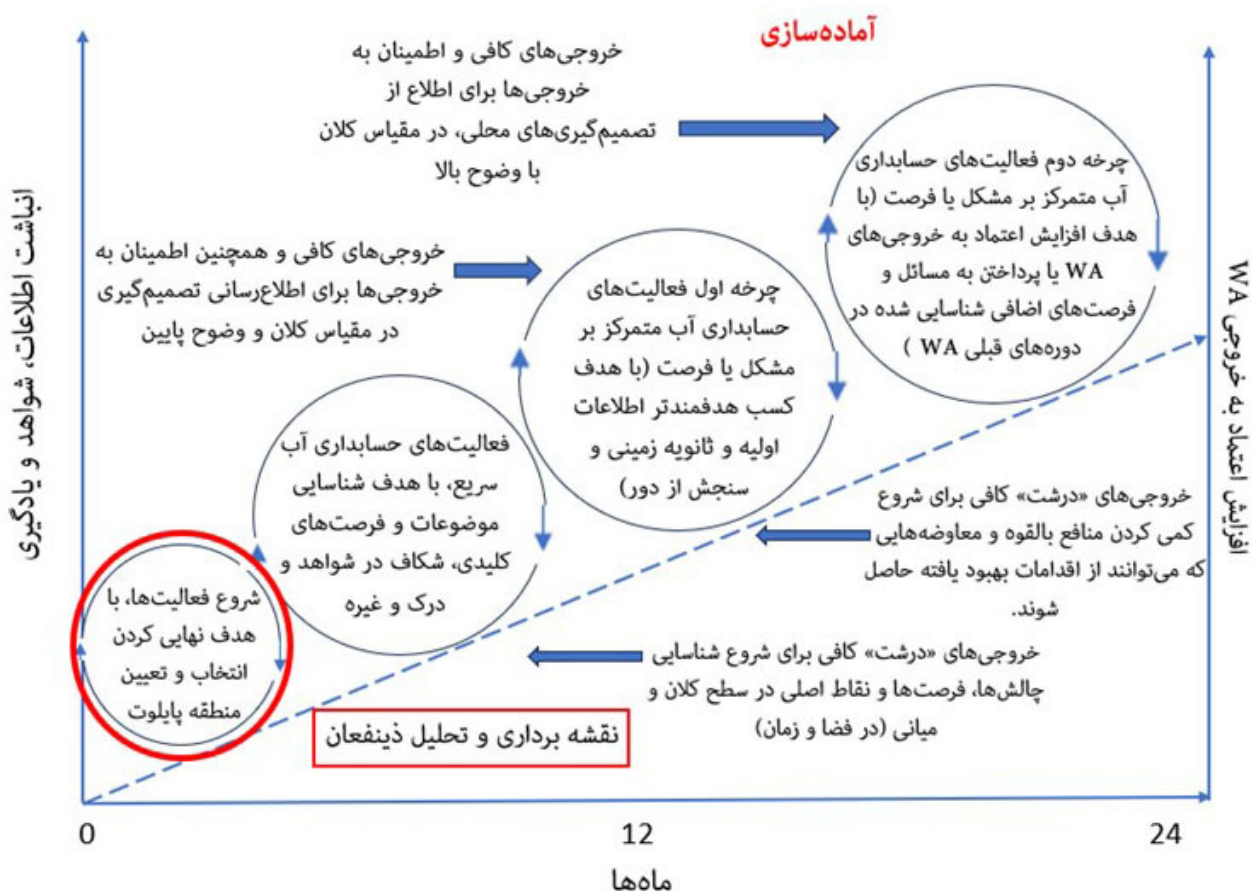 آماده‌سازی
خروجی‌های کافی و اطمینان به
خروجی‌ها برای اطلاع از
تصمیم‌گیری‌های محلی، در مقیاس کلان
با وضوح بالا
چرخه دوم فعالیت‌های حسابداری
آب متمرکز بر مشکل یا فرصت (با
هدف افزایش اعتماد به خروجی‌های
WA یا پرداختن به مسائل و
فرصت‌های اضافی شناسایی شده در
دوره‌های قبلی WA )
خروجی‌های کافی و همچنین اطمینان به
خروجی‌ها برای اطلاع‌رسانی تصمیم‌گیری
در مقیاس کلان و وضوح پایین
چرخه اول فعالیت‌های
حسابداری آب متمرکز بر
مشکل یا فرصت (با هدف
کسب هدفمندتر اطلاعات
اولیه و ثانویه زمینی و
سنجش از دور)
فعالیت‌های حسابداری آب
سریع، با هدف شناسایی
موضوعات و فرصت‌های
کلیدی، شکاف در شواهد و
درک و غیره
شروع فعالیت‌ها، با
هدف نهایی کردن
انتخاب و تعیین
منطقه پایلوت
خروجی‌های «درشت» کافی برای شروع
کمی کردن منافع بالقوه و معاوضه‌هایی
که می‌توانند از اقدامات بهبود یافته حاصل
شوند.
خروجی‌های «درشت» کافی برای شروع شناسایی
چالش‌ها، فرصت‌ها و نقاط اصلی در سطح کلان و
میانی (در فضا و زمان)
نقشه برداری و تحلیل ذینفعان
انباشت اطلاعات، شواهد و یادگیری
افزایش اعتماد به خروجی WA
0
12
24
ماه‌ها